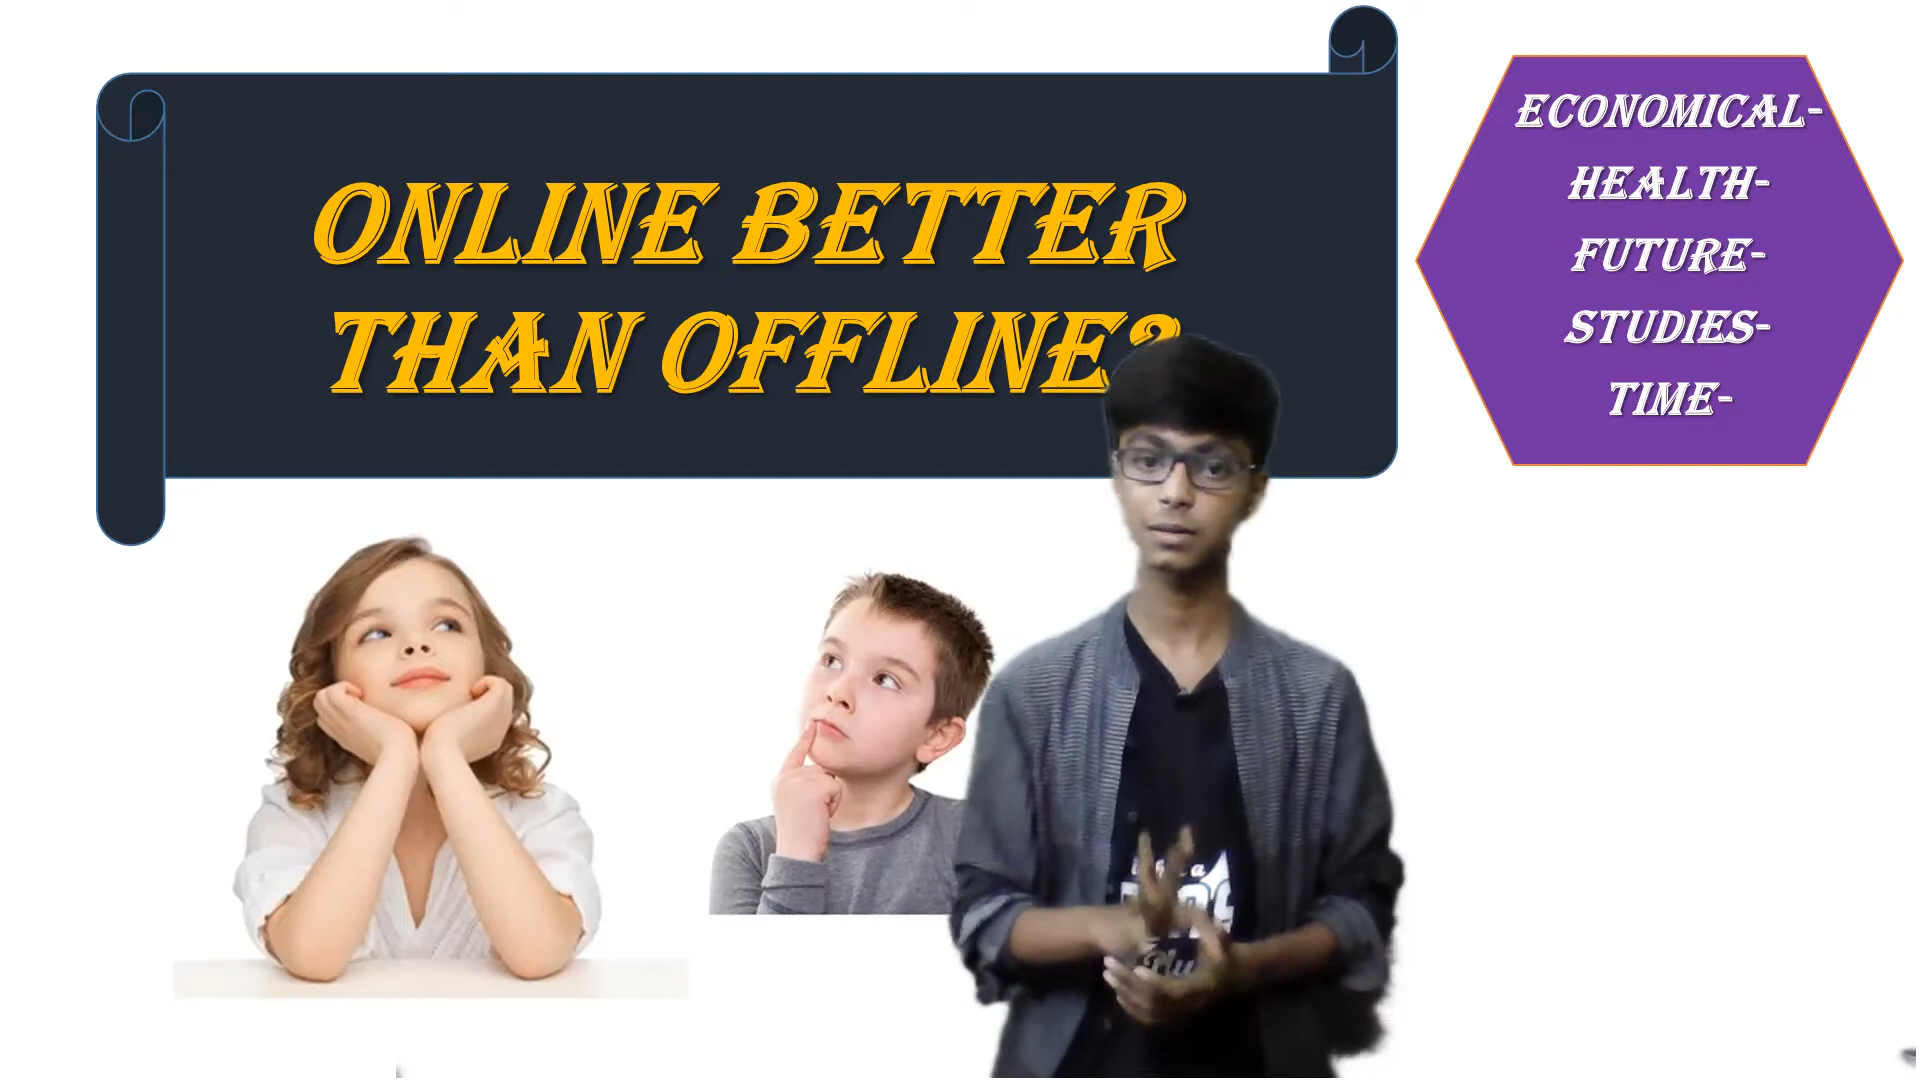 ONLINE BETTER
THAN OFFLINE?
ECONOMICAL-
HEALTH-
FUTURE-
STUDIES-
TIME-